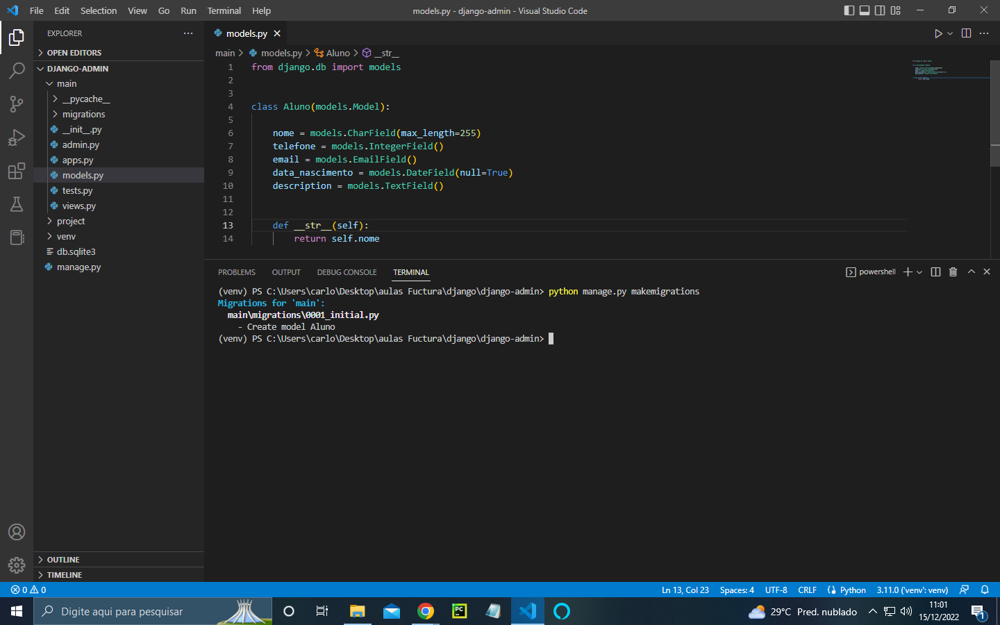 File Edit Selection View Go Run Terminal Help
models.py - django-admin - Visual Studio Code
EXPLORER
OPEN EDITORS
DJANGO-ADMIN
main
__pycache__
migrations
__init__.py
admin.py
apps.py
models.py
tests.py
views.py
project
venv
db.sqlite3
manage.py
OUTLINE
TIMELINE
models.py
main > models.py > Aluno > __str__
1 from django.db import models
2
3
4 class Aluno(models.Model):
5
6 nome = models.CharField(max_length=255)
7 telefone = models.IntegerField()
8 email = models.EmailField()
9 data_nascimento = models.DateField(null=True)
10 description = models.TextField()
11
12
13 def __str__(self):
14 return self.nome
PROBLEMS OUTPUT DEBUG CONSOLE TERMINAL
powershell
(venv) PS C:\Users\carlo\Desktop\aulas Fuctura\django\django-admin> python manage.py makemigrations
Migrations for 'main':
main\migrations\0001_initial.py
- Create model Aluno
(venv) PS C:\Users\carlo\Desktop\aulas Fuctura\django\django-admin>
0 0
Ln 13, Col 23 Spaces: 4 UTF-8 CRLF Python 3.11.0 ('venv': venv)
Digite aqui para pesquisar
PC
29°C Pred. nublado
11:01
15/12/2022
1